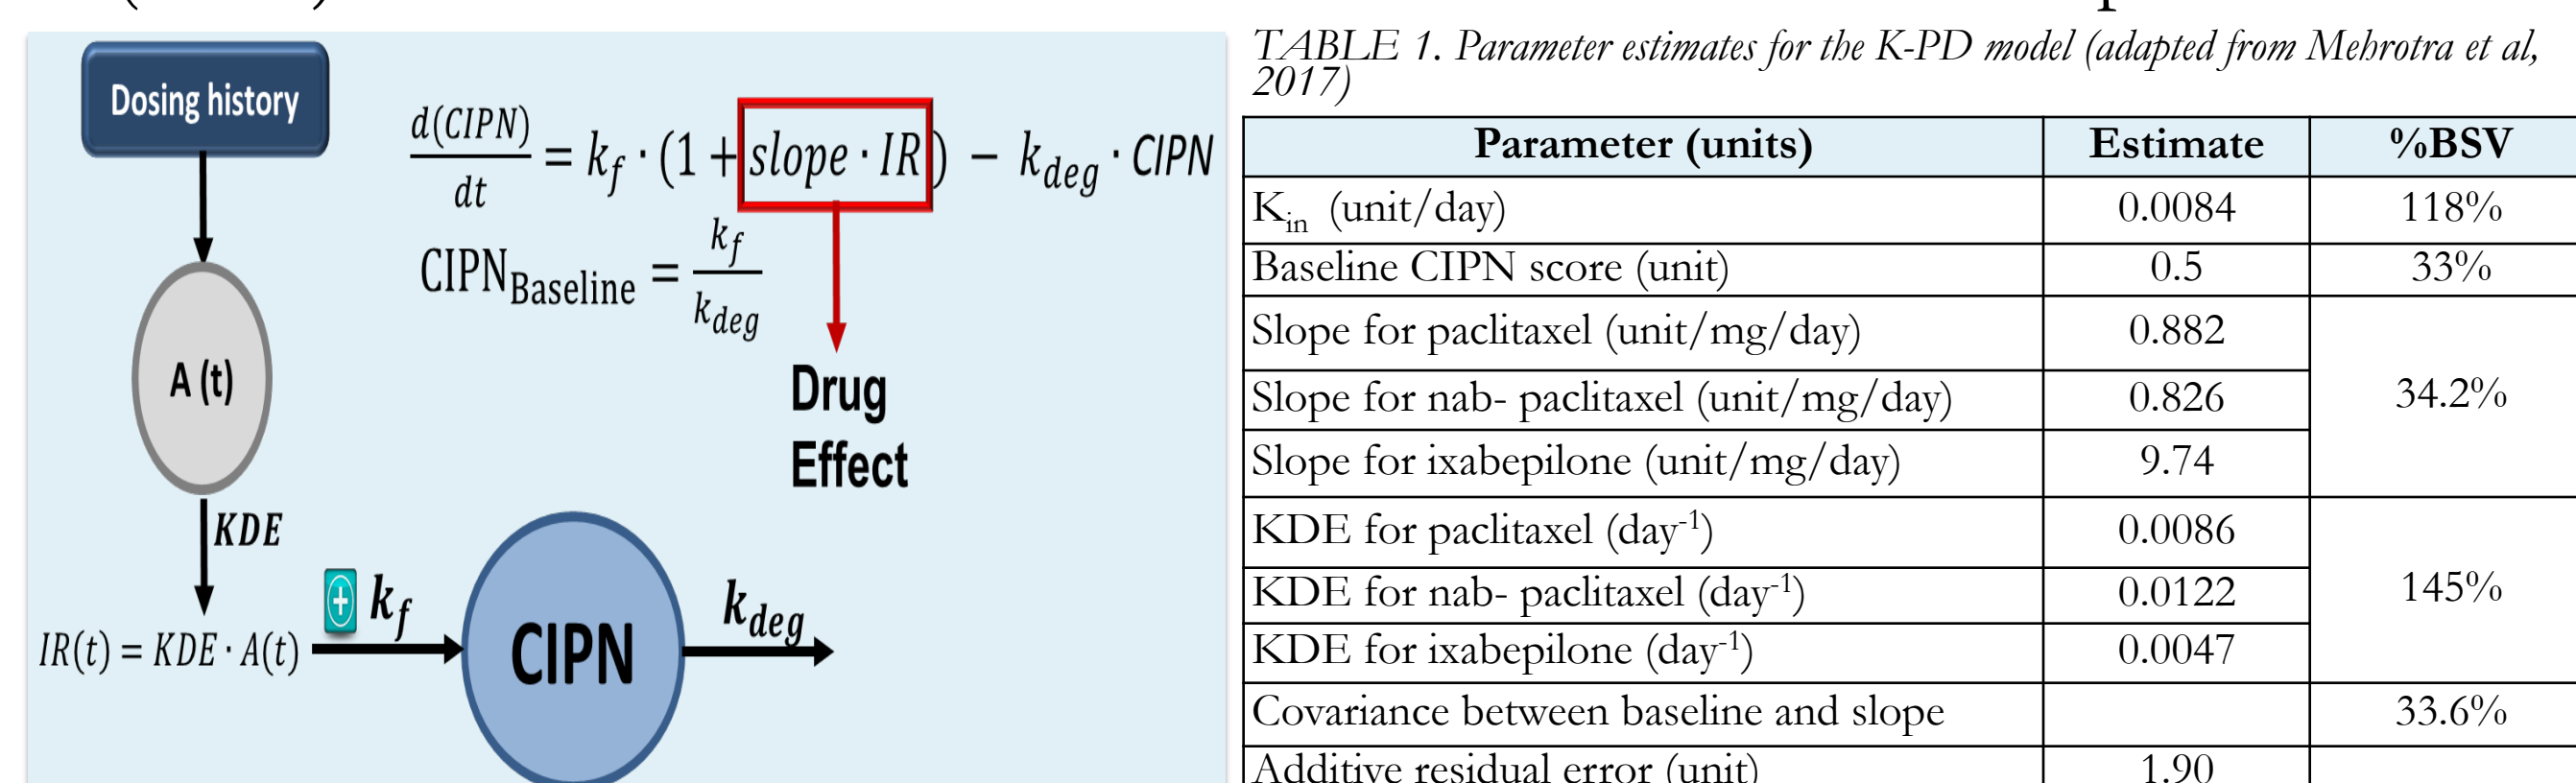 Dosing history
d(CIPN)
dt
= k_f · (1 + slope · IR) − k_deg · CIPN
CIPN_Baseline = k_f / k_deg
A (t)
Drug
Effect
KDE
+ k_f
k_deg
IR(t) = KDE · A(t)
CIPN
TABLE 1. Parameter estimates for the K-PD model (adapted from Mehrotra et al,
2017)
Parameter (units) Estimate %BSV
K_in (unit/day) 0.0084 118%
Baseline CIPN score (unit) 0.5 33%
Slope for paclitaxel (unit/mg/day) 0.882
Slope for nab- paclitaxel (unit/mg/day) 0.826 34.2%
Slope for ixabepilone (unit/mg/day) 9.74
KDE for paclitaxel (day⁻¹) 0.0086
KDE for nab- paclitaxel (day⁻¹) 0.0122 145%
KDE for ixabepilone (day⁻¹) 0.0047
Covariance between baseline and slope 33.6%
Additive residual error (unit) 1.90